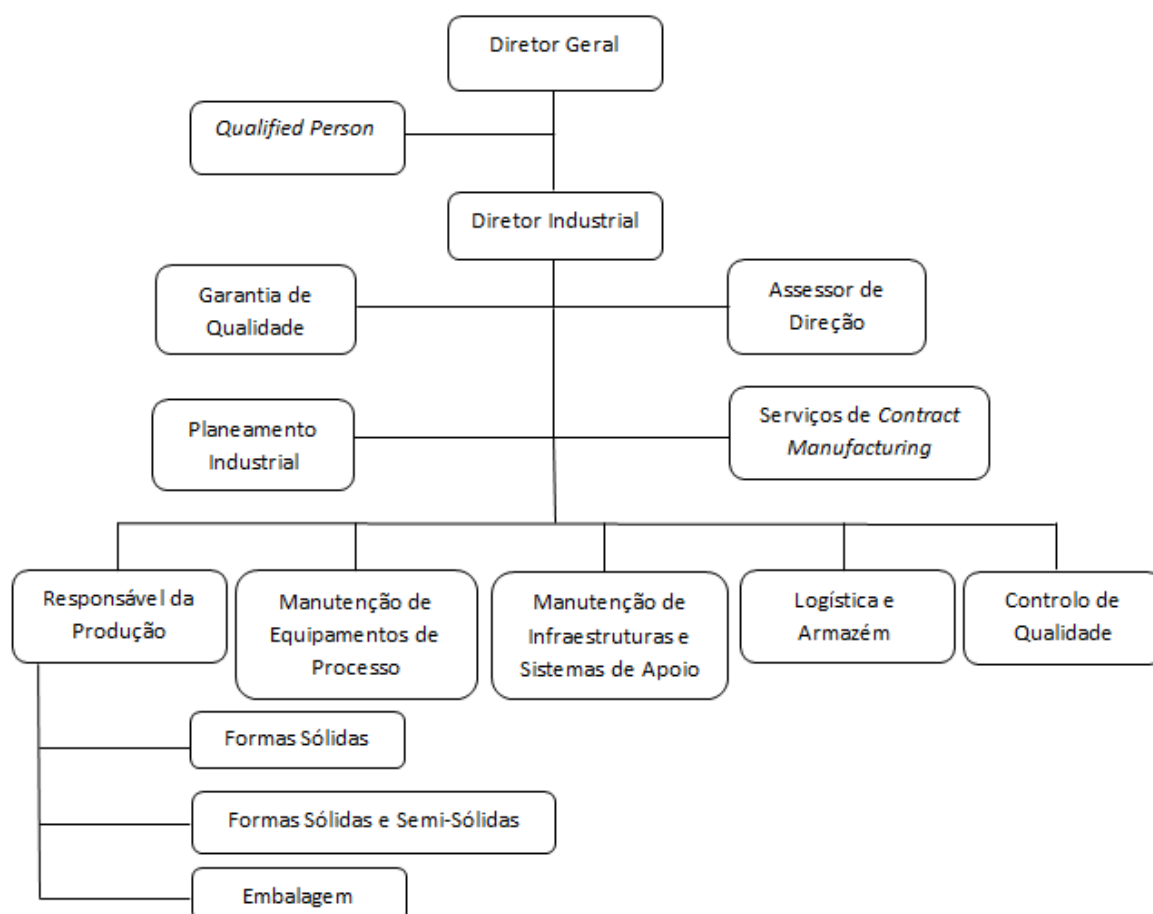 Diretor Geral
Qualified Person
Diretor Industrial
Garantia de
Qualidade
Assessor de
Direção
Planeamento
Industrial
Serviços de Contract
Manufacturing
Responsável da
Produção
Manutenção de
Equipamentos de
Processo
Manutenção de
Infraestruturas e
Sistemas de Apoio
Logística e
Armazém
Controlo de
Qualidade
Formas Sólidas
Formas Sólidas e Semi-Sólidas
Embalagem